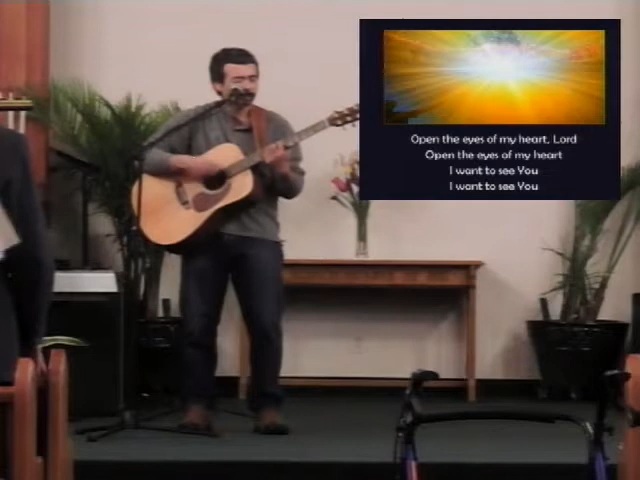 Open the eyes of my heart, Lord
Open the eyes of my heart
I want to see You
I want to see You